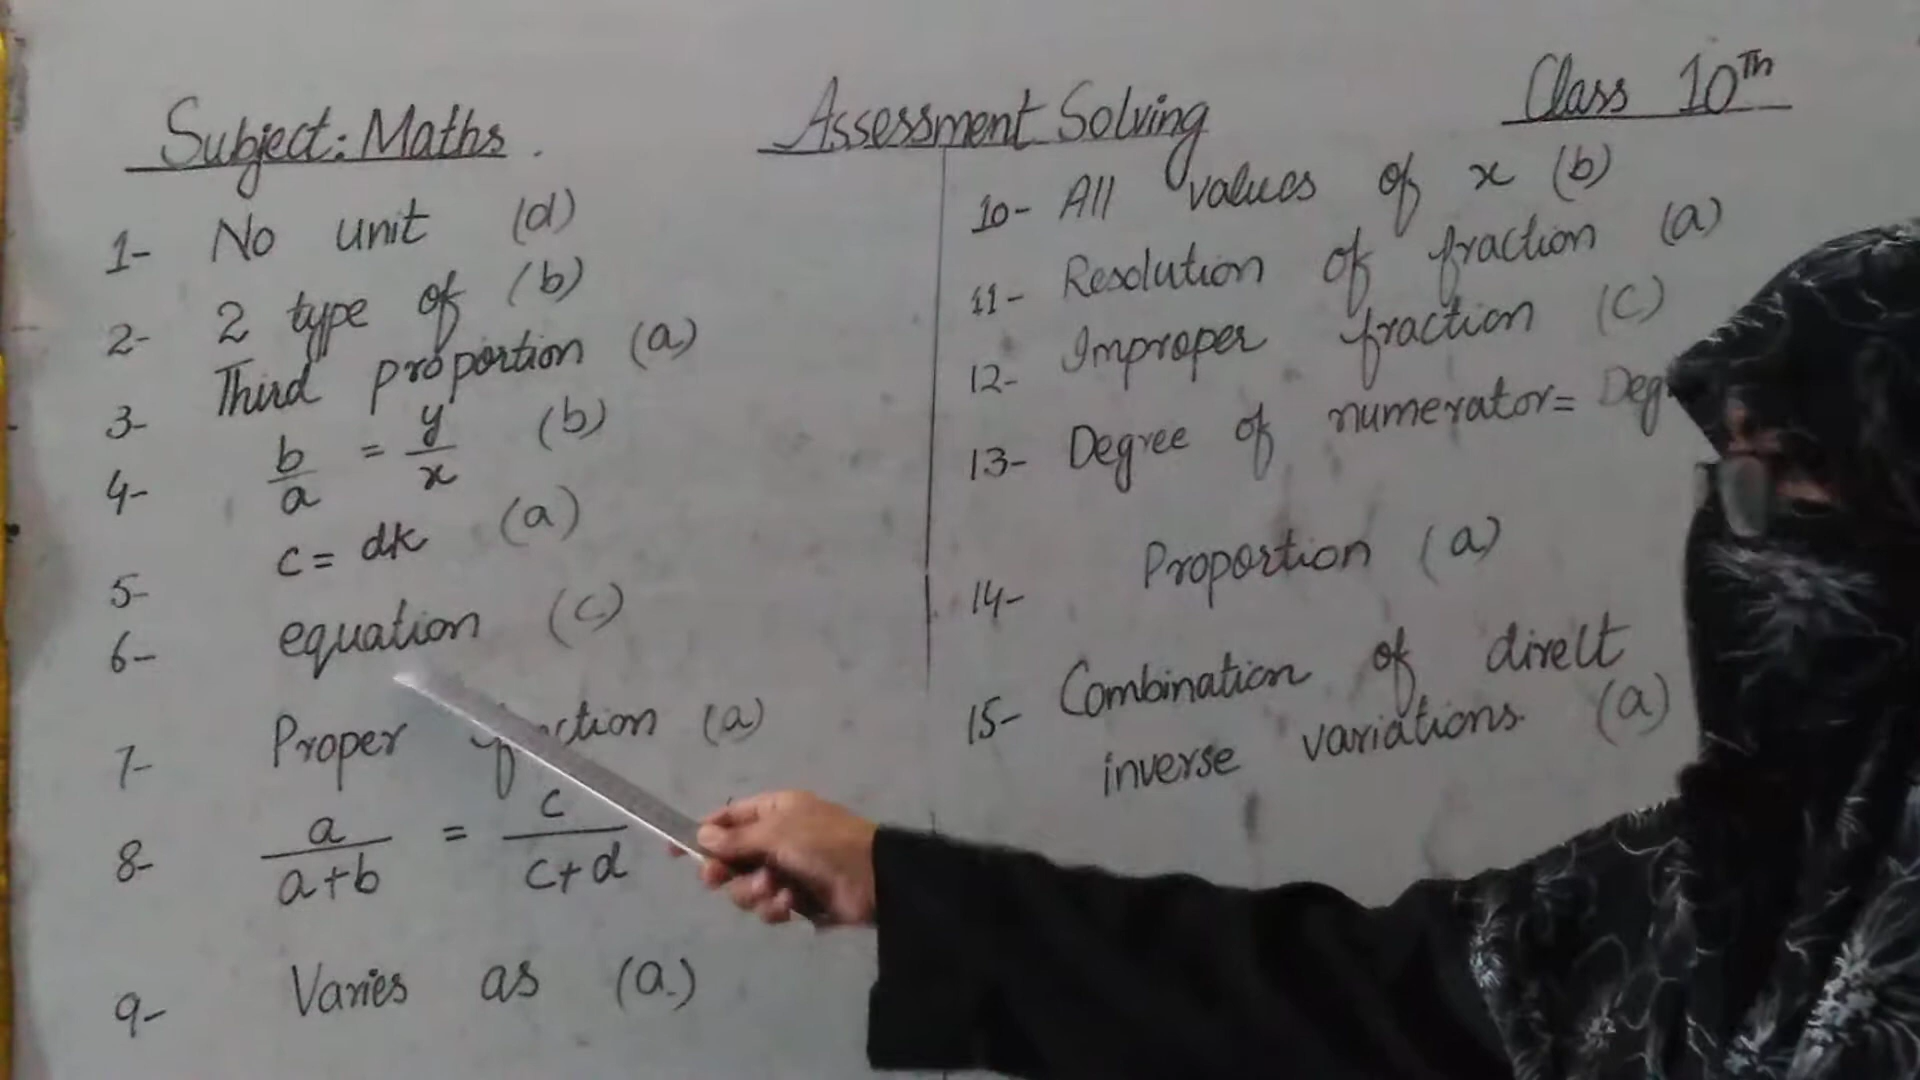 Subject: Maths.
Assessment Solving
Class 10Th
1- No unit (d)
2- 2 type of (b)
3- Third proportion (a)
4- b/a = y/x (b)
5- c = dk (a)
6- equation (c)
7- Proper (a)
8- a/a+b = c/c+d
9- Varies as (a)
10- All values of x (b)
11- Resolution of fraction (a)
12- Improper fraction (c)
13- Degree of numerator =
14- Proportion (a)
15- Combination of direct
inverse variations. (a)